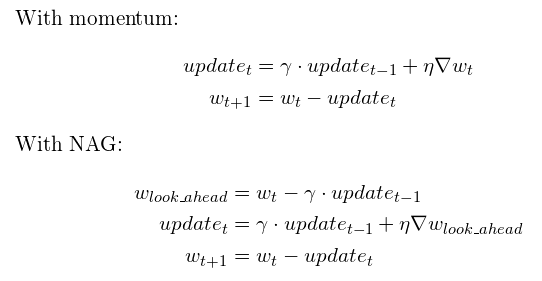 With momentum:
update_t = γ · update_{t−1} + η∇w_t
w_{t+1} = w_t − update_t
With NAG:
w_{look_ahead} = w_t − γ · update_{t−1}
update_t = γ · update_{t−1} + η∇w_{look_ahead}
w_{t+1} = w_t − update_t